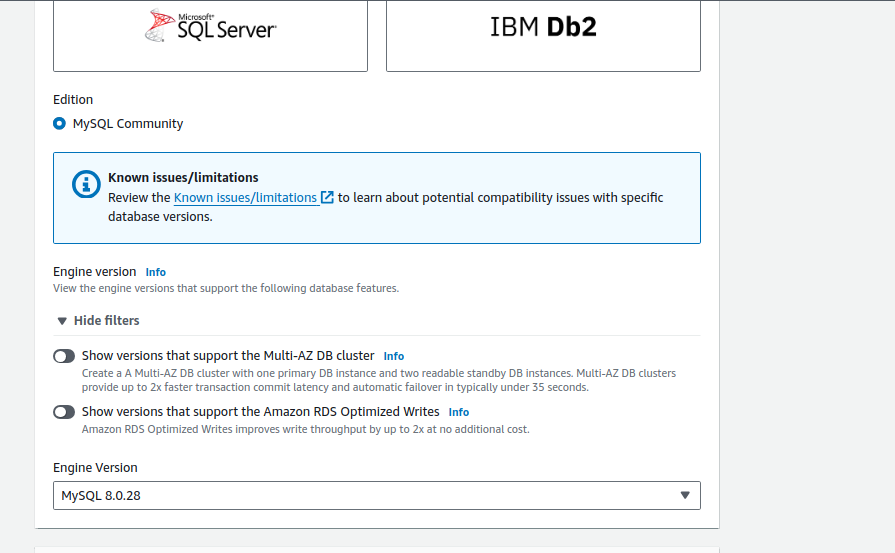 Microsoft®
SQL Server®
IBM Db2
Edition
MySQL Community
Known issues/limitations
Review the Known issues/limitations to learn about potential compatibility issues with specific
database versions.
Engine version Info
View the engine versions that support the following database features.
Hide filters
Show versions that support the Multi-AZ DB cluster Info
Create a A Multi-AZ DB cluster with one primary DB instance and two readable standby DB instances. Multi-AZ DB clusters
provide up to 2x faster transaction commit latency and automatic failover in typically under 35 seconds.
Show versions that support the Amazon RDS Optimized Writes Info
Amazon RDS Optimized Writes improves write throughput by up to 2x at no additional cost.
Engine Version
MySQL 8.0.28